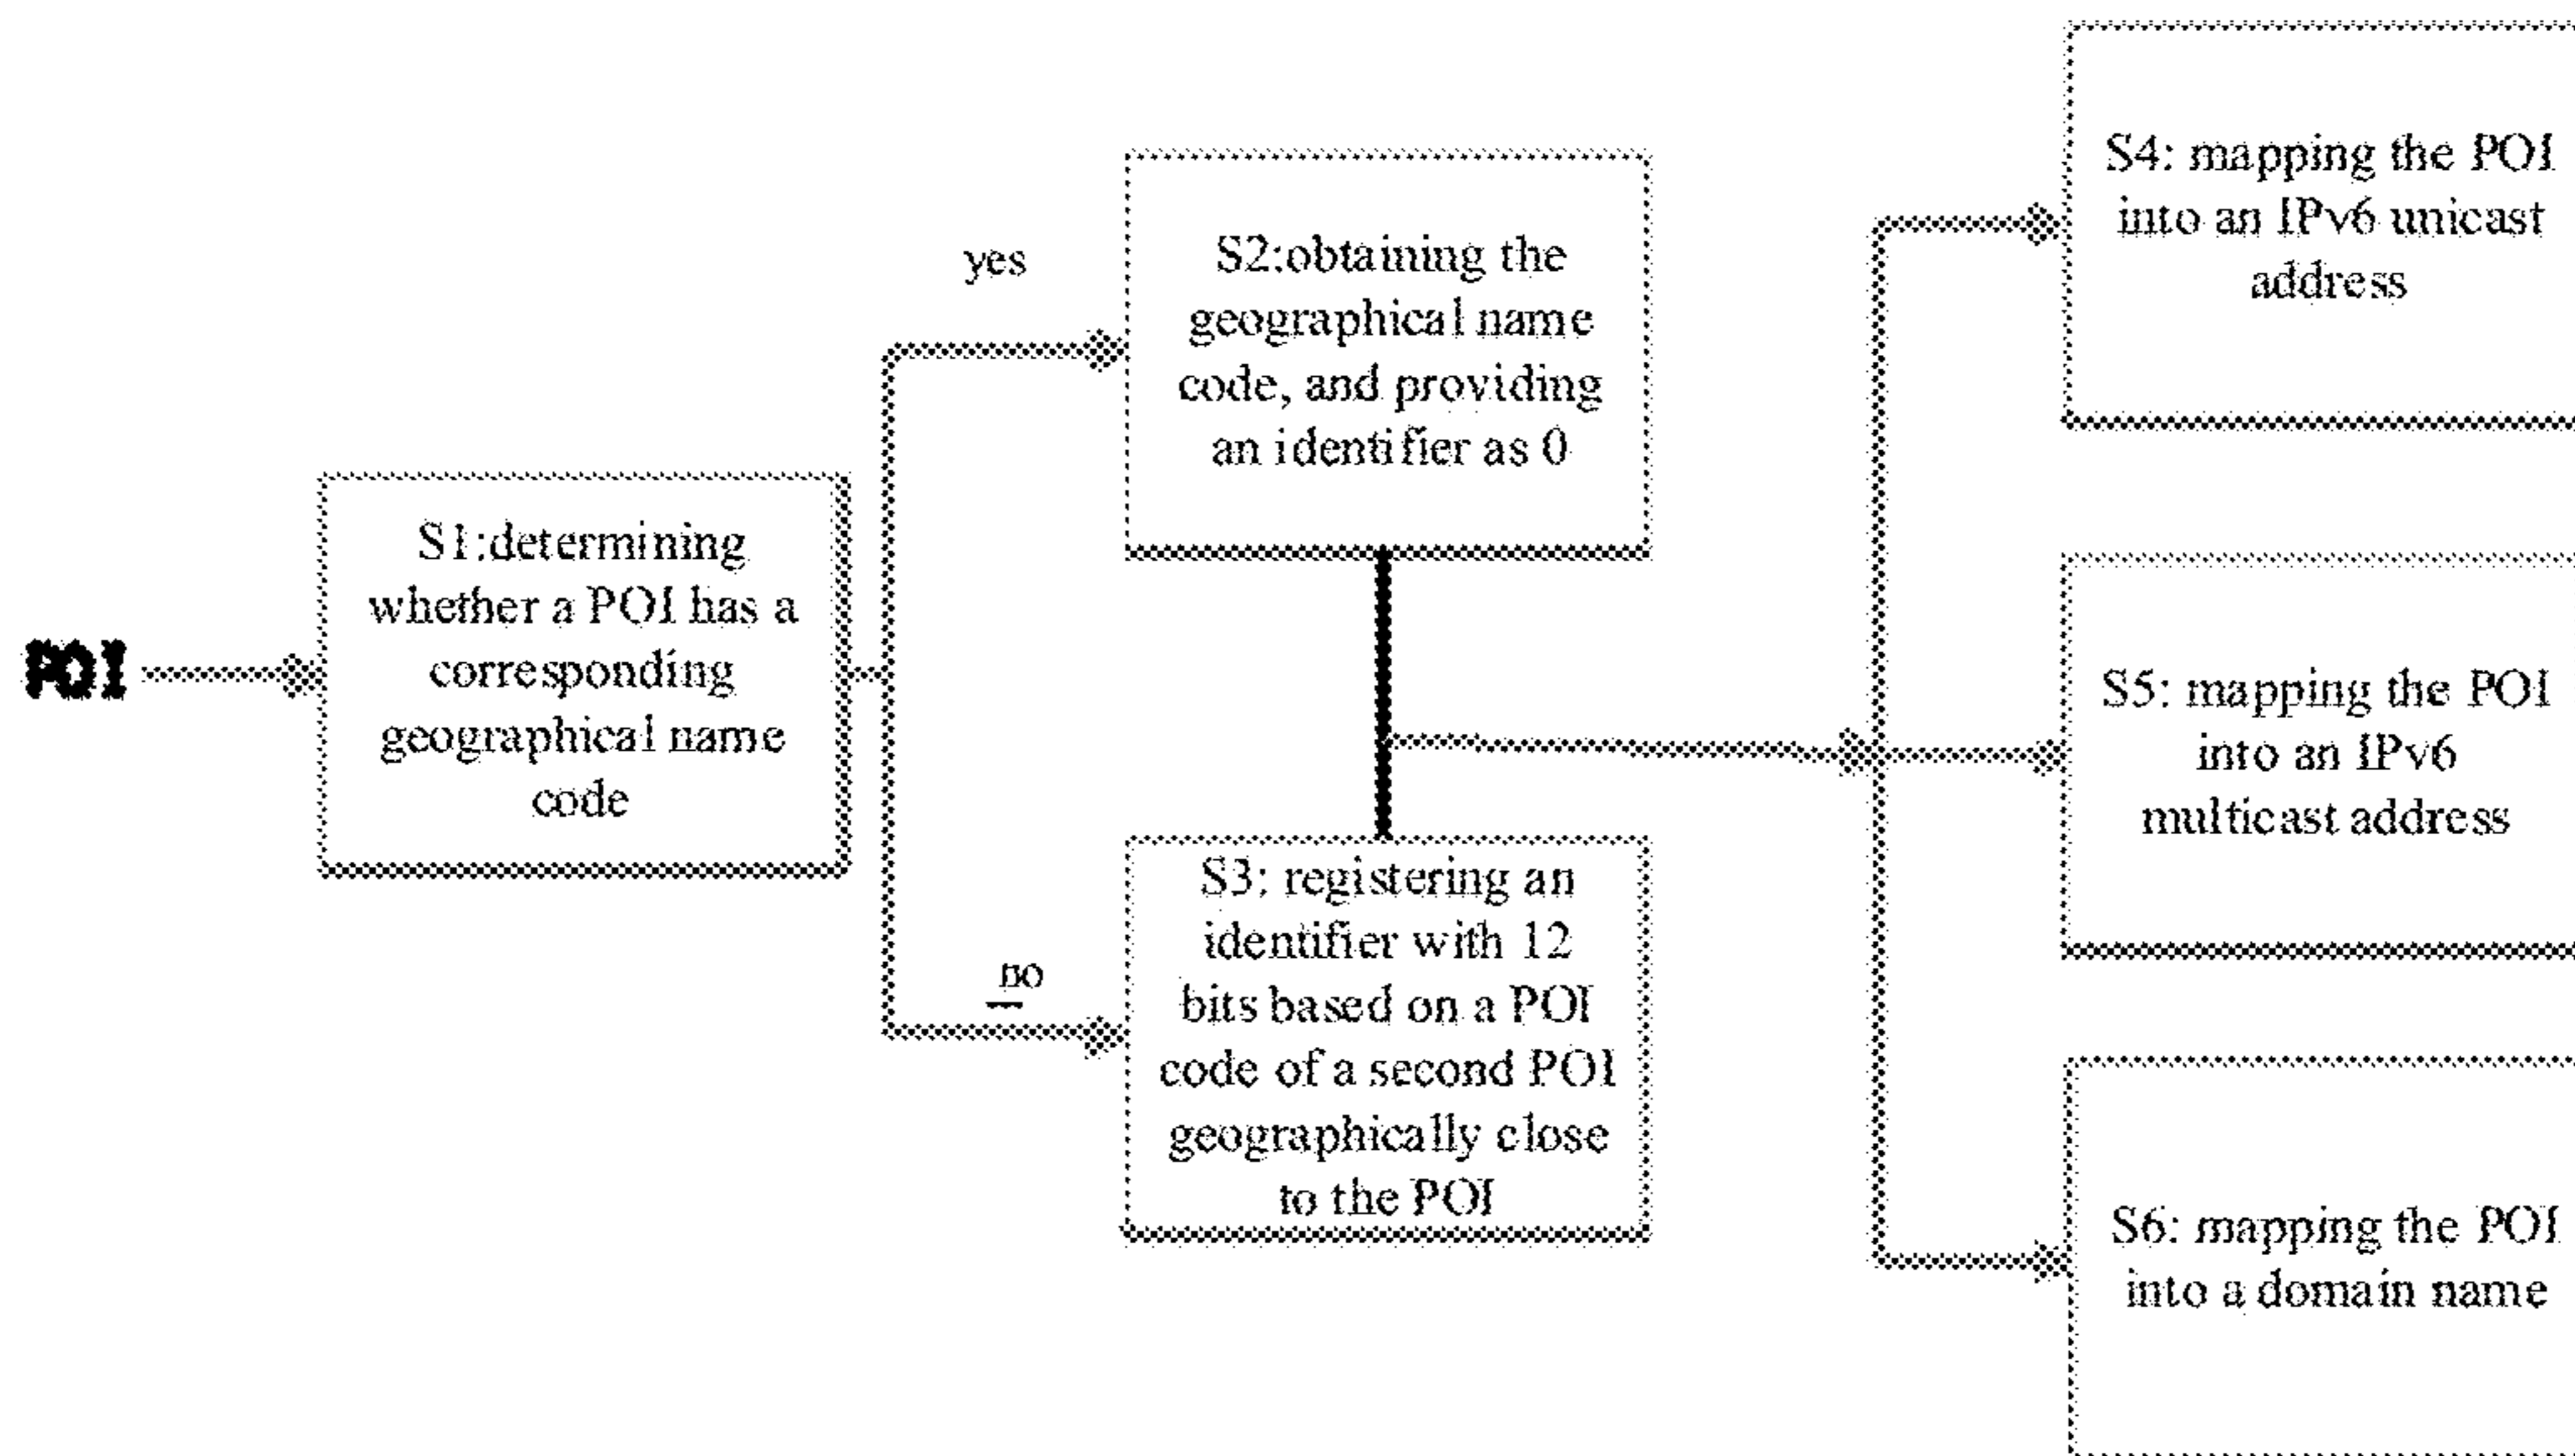 POI
S1:determining
whether a POI has a
corresponding
geographical name
code
yes
S2:obtaining the
geographical name
code, and providing
an identifier as 0
no
S3: registering an
identifier with 12
bits based on a POI
code of a second POI
geographically close
to the POI
S4: mapping the POI
into an IPv6 unicast
address
S5: mapping the POI
into an IPv6
multicast address
S6: mapping the POI
into a domain name